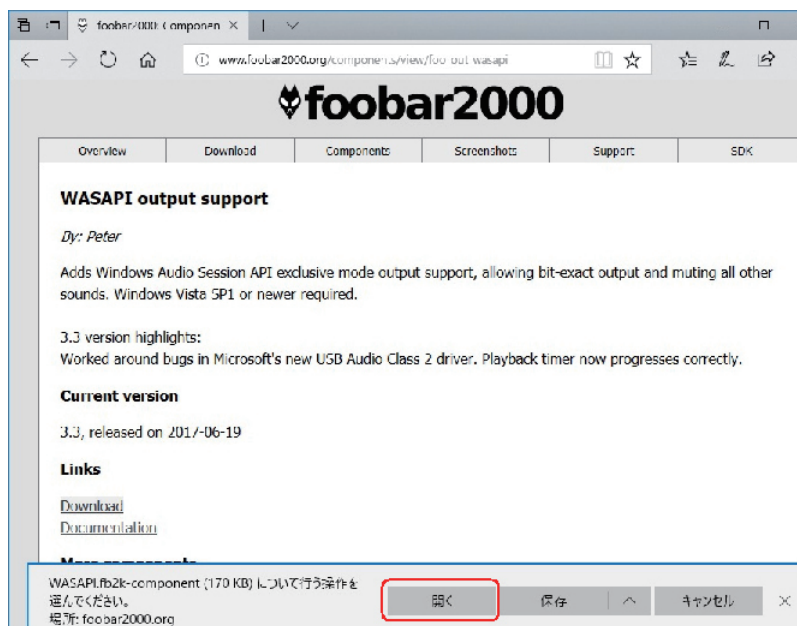 foobar2000: Componen
www.foobar2000.org/components/view/foo_out_wasapi
foobar2000
Overview Download Components Screenshots Support SDK
WASAPI output support
By: Peter
Adds Windows Audio Session API exclusive mode output support, allowing bit-exact output and muting all other
sounds. Windows Vista SP1 or newer required.
3.3 version highlights:
Worked around bugs in Microsoft's new USB Audio Class 2 driver. Playback timer now progresses correctly.
Current version
3.3, released on 2017-06-19
Links
Download
Documentation
More components
WASAPI.fb2k-component (170 KB) について行う操作を
選んでください。
場所: foobar2000.org
開く 保存 キャンセル